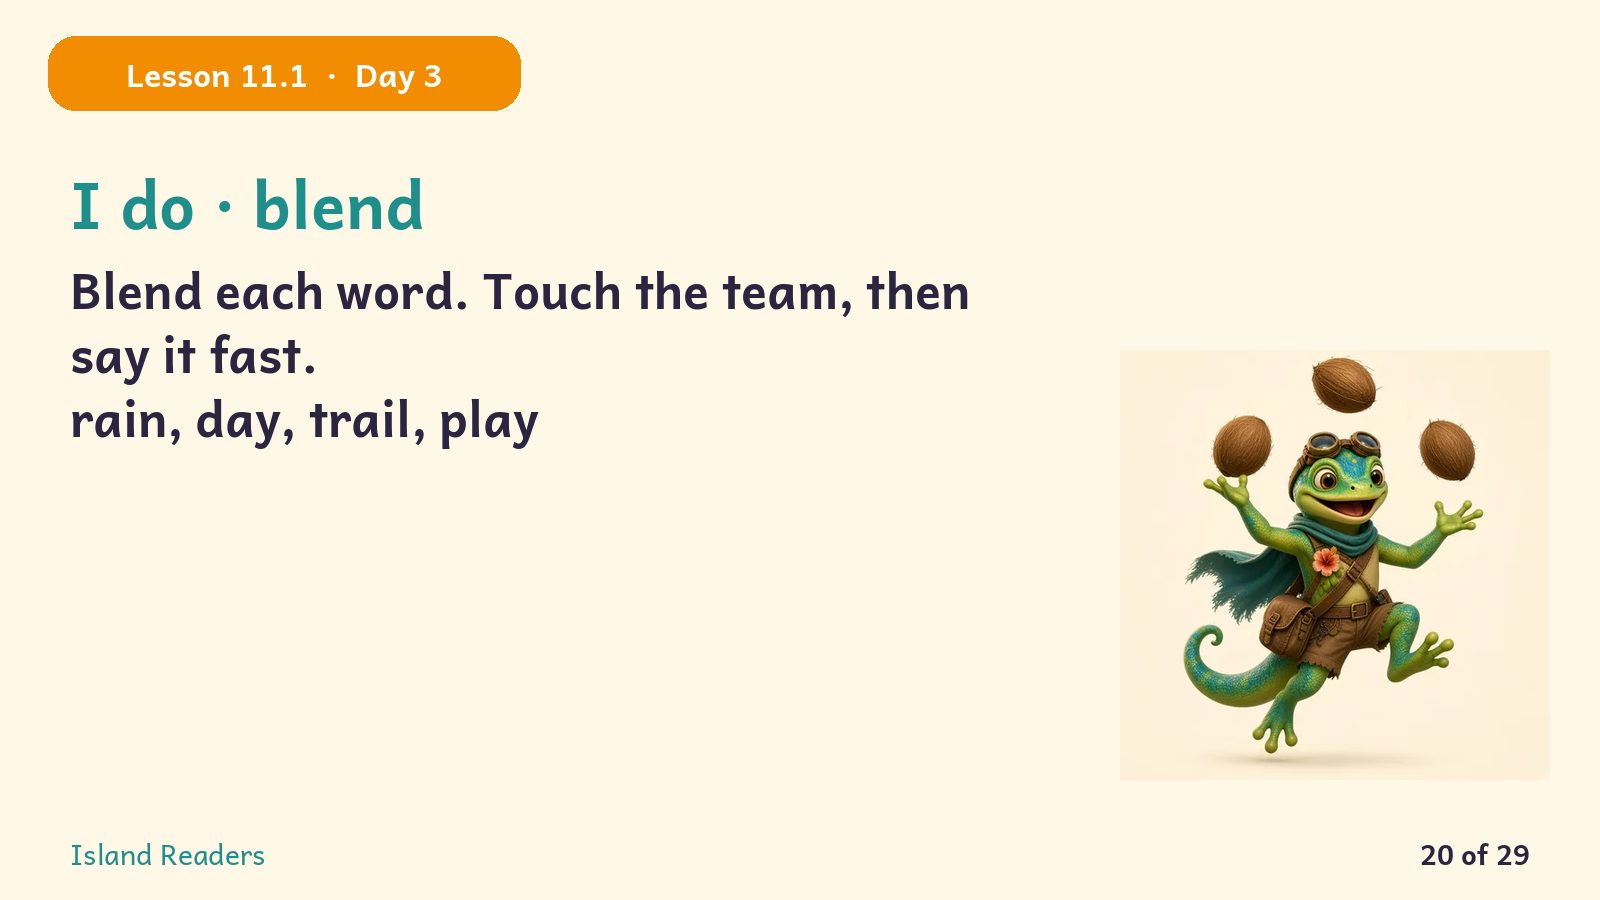 Lesson 11.1 · Day 3
I do · blend
Blend each word. Touch the team, then
say it fast.
rain, day, trail, play
Island Readers
20 of 29